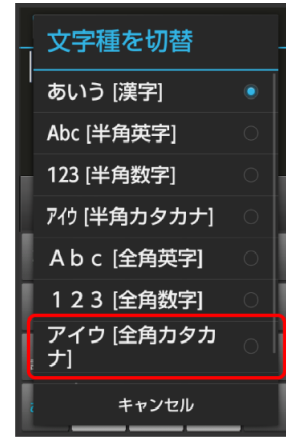 文字種を切替
あいう [漢字]
Abc [半角英字]
123 [半角数字]
ｱｲｳ [半角カタカナ]
Ａｂｃ [全角英字]
１２３ [全角数字]
アイウ [全角カタカ
ナ]
キャンセル